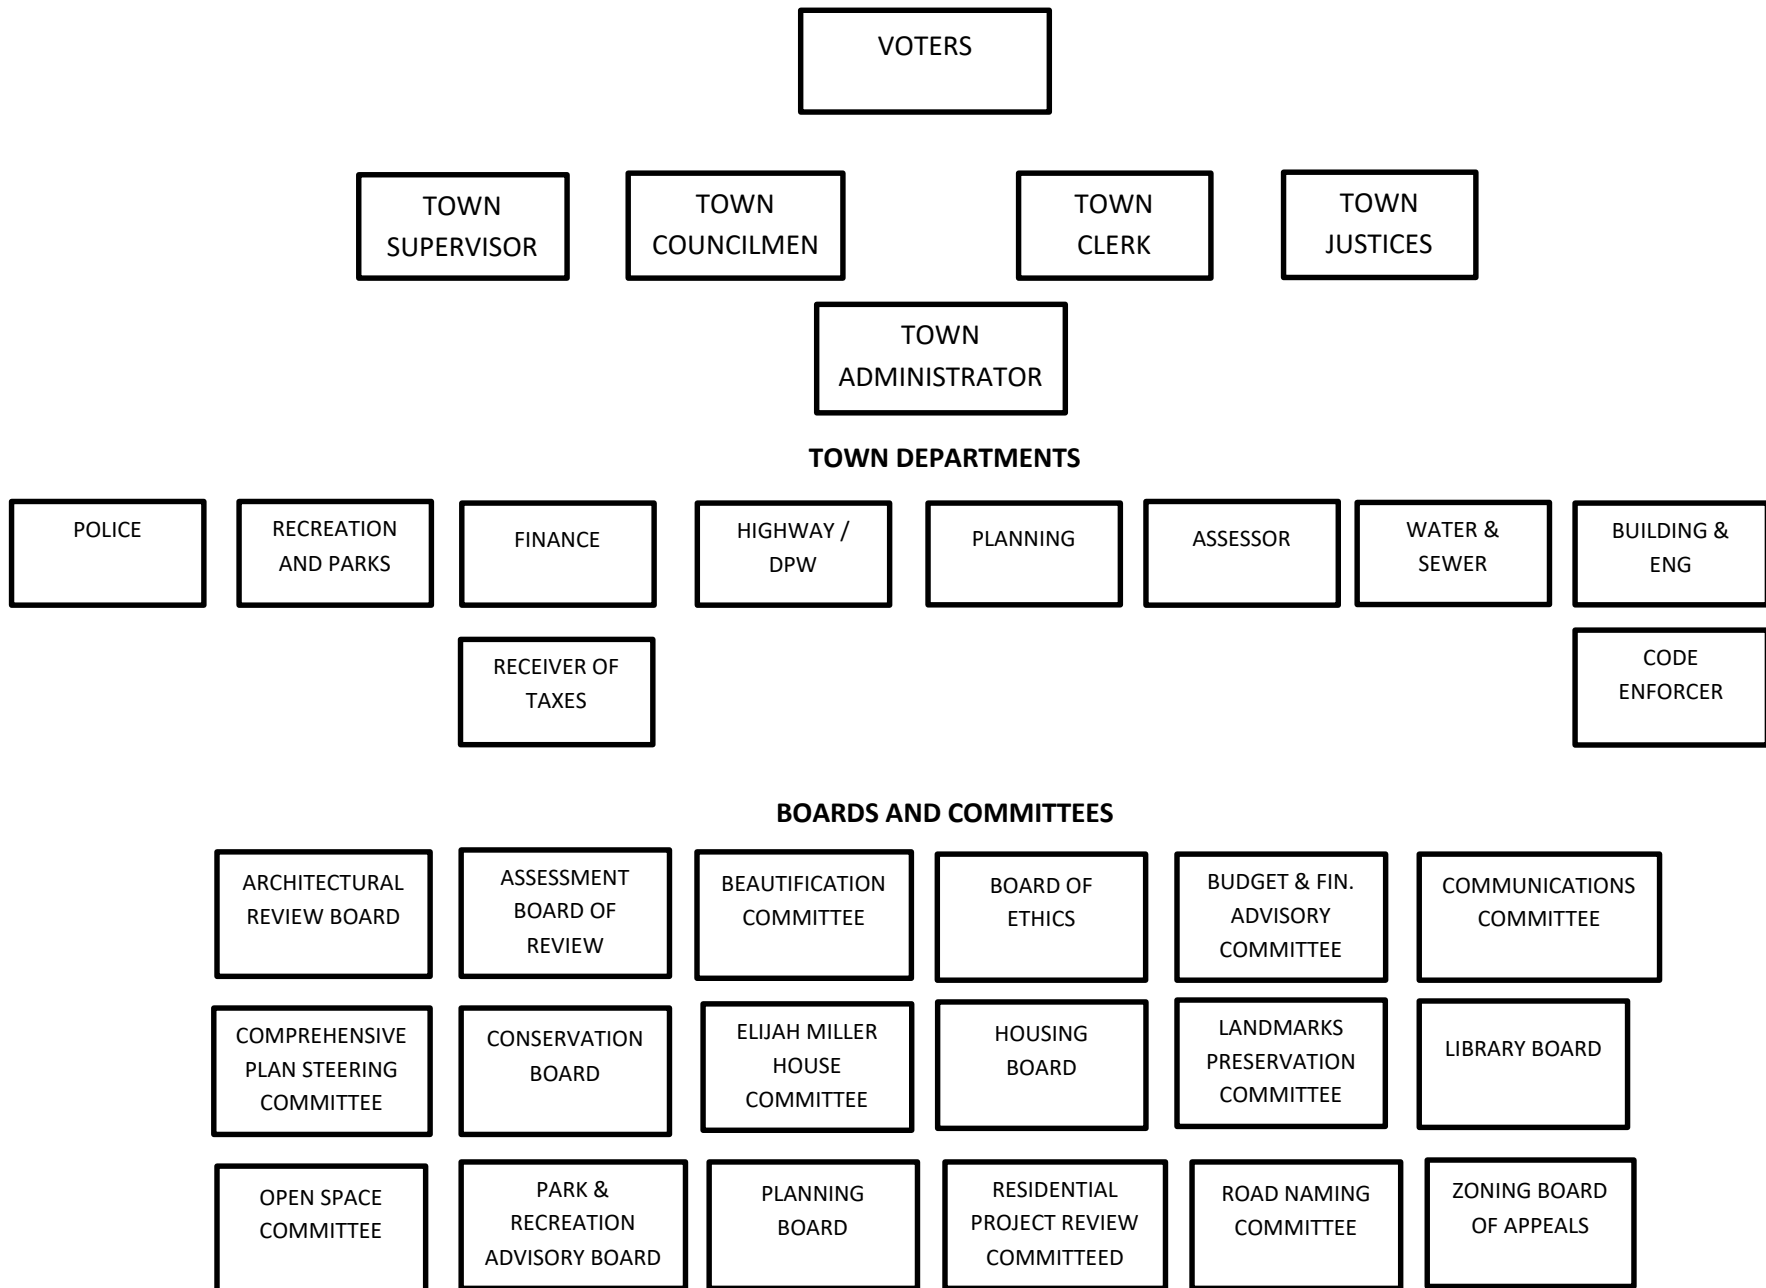 VOTERS
TOWN
SUPERVISOR
TOWN
COUNCILMEN
TOWN
CLERK
TOWN
JUSTICES
TOWN
ADMINISTRATOR
TOWN DEPARTMENTS
POLICE
RECREATION
AND PARKS
FINANCE
HIGHWAY /
DPW
PLANNING
ASSESSOR
WATER &
SEWER
BUILDING &
ENG
RECEIVER OF
TAXES
CODE
ENFORCER
BOARDS AND COMMITTEES
ARCHITECTURAL
REVIEW BOARD
ASSESSMENT
BOARD OF
REVIEW
BEAUTIFICATION
COMMITTEE
BOARD OF
ETHICS
BUDGET & FIN.
ADVISORY
COMMITTEE
COMMUNICATIONS
COMMITTEE
COMPREHENSIVE
PLAN STEERING
COMMITTEE
CONSERVATION
BOARD
ELIJAH MILLER
HOUSE
COMMITTEE
HOUSING
BOARD
LANDMARKS
PRESERVATION
COMMITTEE
LIBRARY BOARD
OPEN SPACE
COMMITTEE
PARK &
RECREATION
ADVISORY BOARD
PLANNING
BOARD
RESIDENTIAL
PROJECT REVIEW
COMMITTEED
ROAD NAMING
COMMITTEE
ZONING BOARD
OF APPEALS